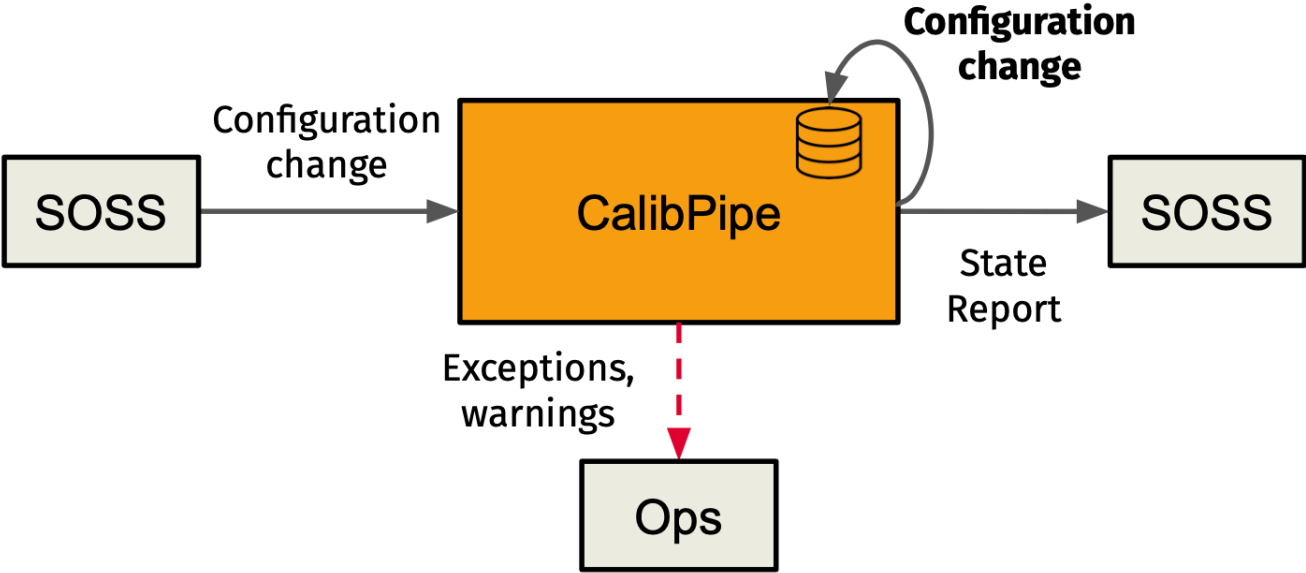 Configuration
change
Configuration
change
SOSS
CalibPipe
SOSS
State
Report
Exceptions,
warnings
Ops